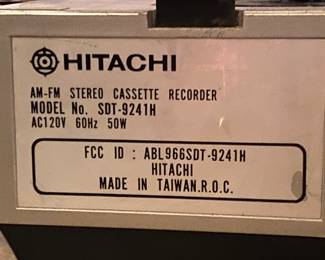 HITACHI
AM-FM STEREO CASSETTE RECORDER
MODEL No. SDT-9241H
AC120V 60Hz 50W
FCC ID : ABL966SDT-9241H
HITACHI
MADE IN TAIWAN.R.O.C.